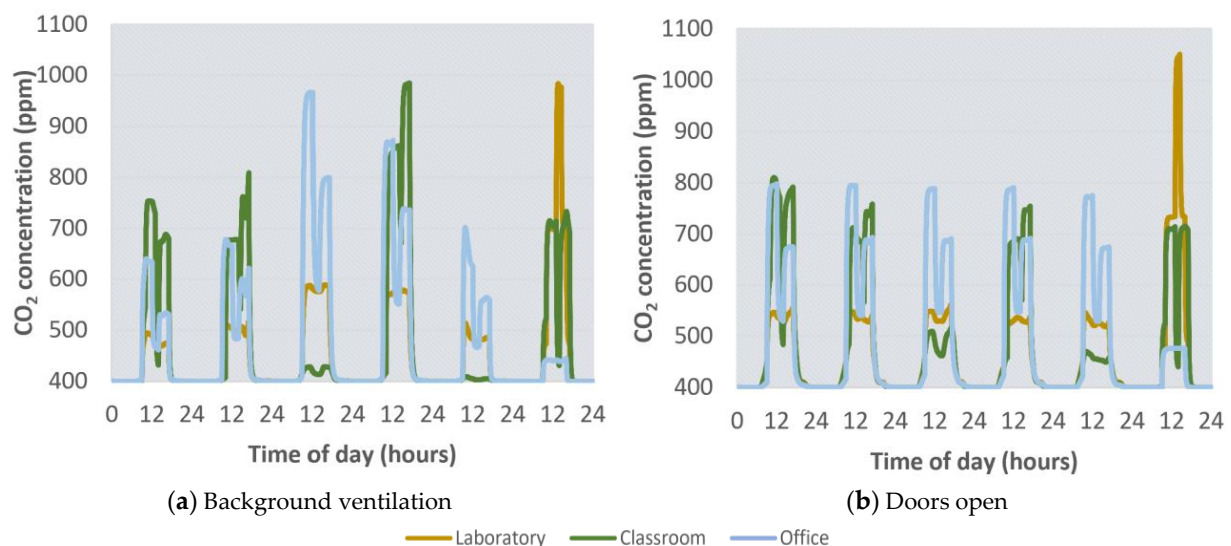 1100
1000
900
800
700
600
500
400
CO₂ concentration (ppm)
0 12 24 12 24 12 24 12 24 12 24 12 24
Time of day (hours)
(a) Background ventilation
1100
1000
900
800
700
600
500
400
CO₂ concentration (ppm)
0 12 24 12 24 12 24 12 24 12 24 12 24
Time of day (hours)
(b) Doors open
Laboratory Classroom Office